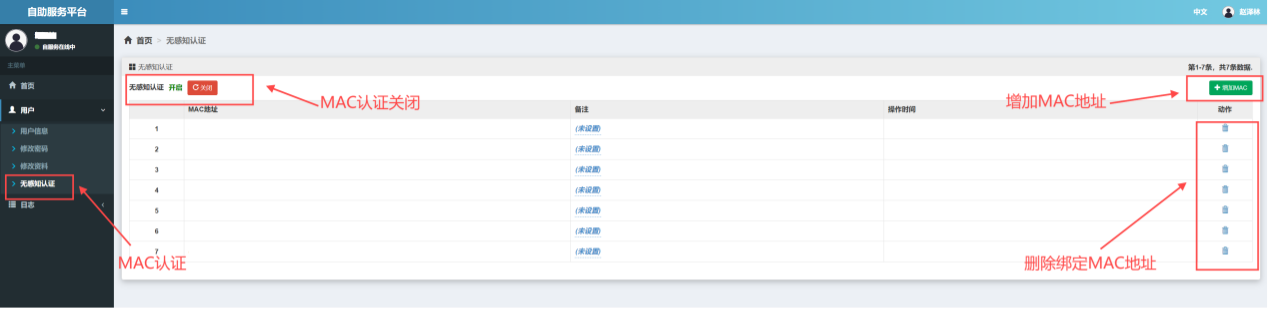 自助服务平台
中文 赵泽林
自服务在线中
首页 > 无感知认证
主菜单
无感知认证
第1-7条, 共7条数据.
首页
无感知认证 开启 关闭
增加MAC
MAC认证关闭
增加MAC地址
用户
MAC地址 备注 操作时间 动作
用户信息
1 (未设置)
修改密码
2 (未设置)
修改资料
3 (未设置)
无感知认证
4 (未设置)
日志
5 (未设置)
6 (未设置)
7 (未设置)
MAC认证
删除绑定MAC地址